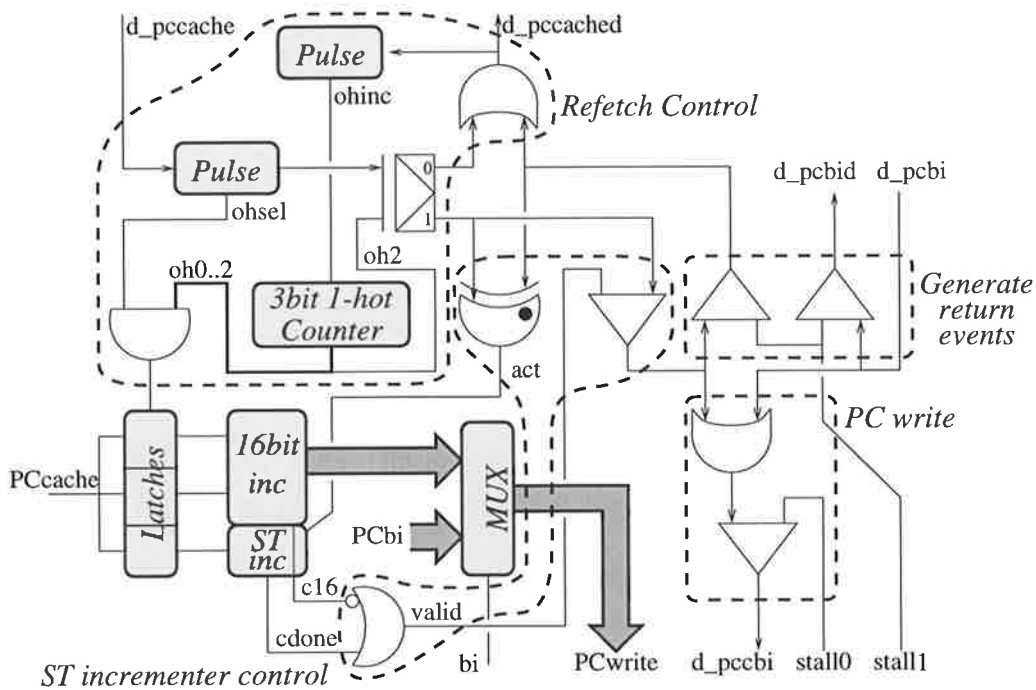 d_pccache
d_pccached
Pulse
ohinc
Refetch Control
Pulse
0
d_pcbid
d_pcbi
ohsel
1
oh2
oh0..2
3bit 1-hot
Counter
Generate
return
events
act
PC write
16bit
inc
PCcache
Latches
MUX
PCbi
ST
inc
c16
valid
cdone
bi
PCwrite
d_pccbi
stall0
stall1
ST incrementer control